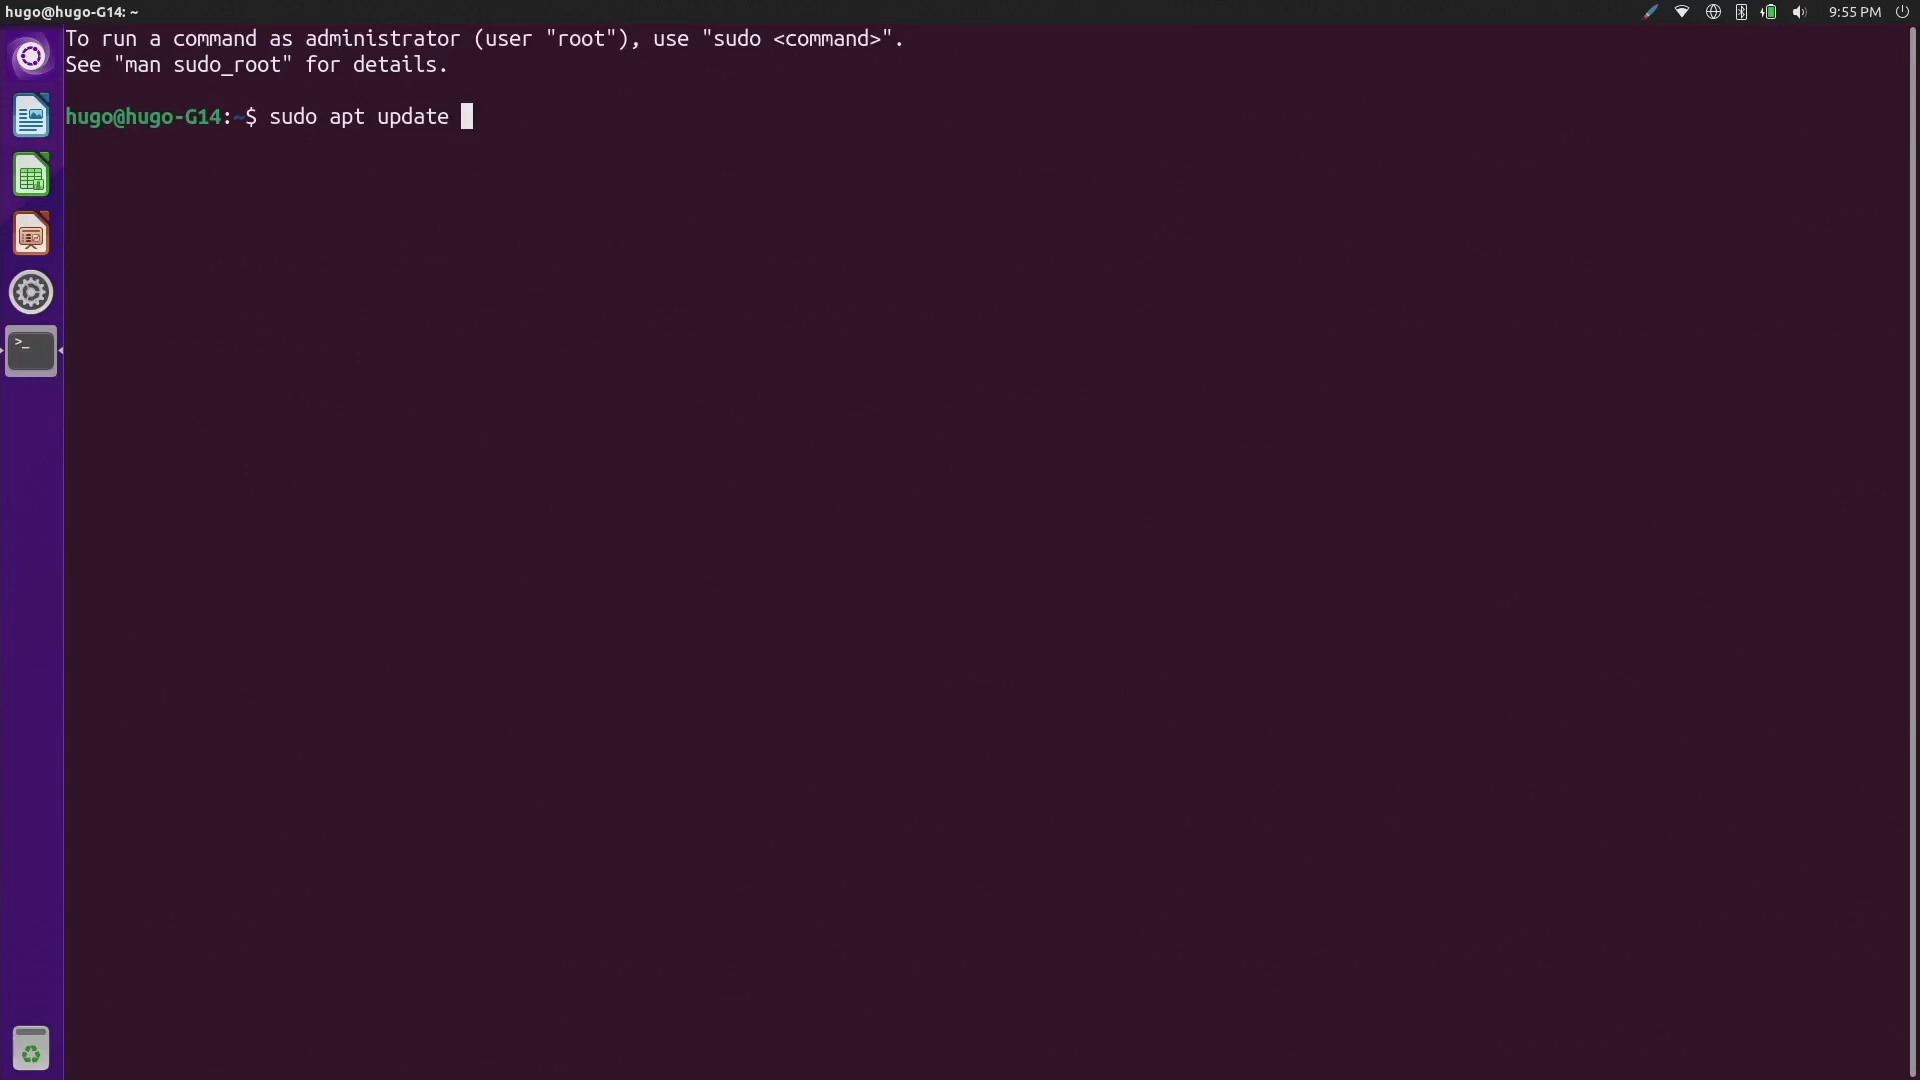 hugo@hugo-G14: ~
9:55 PM
To run a command as administrator (user "root"), use "sudo <command>".
See "man sudo_root" for details.
hugo@hugo-G14:~$ sudo apt update
>_